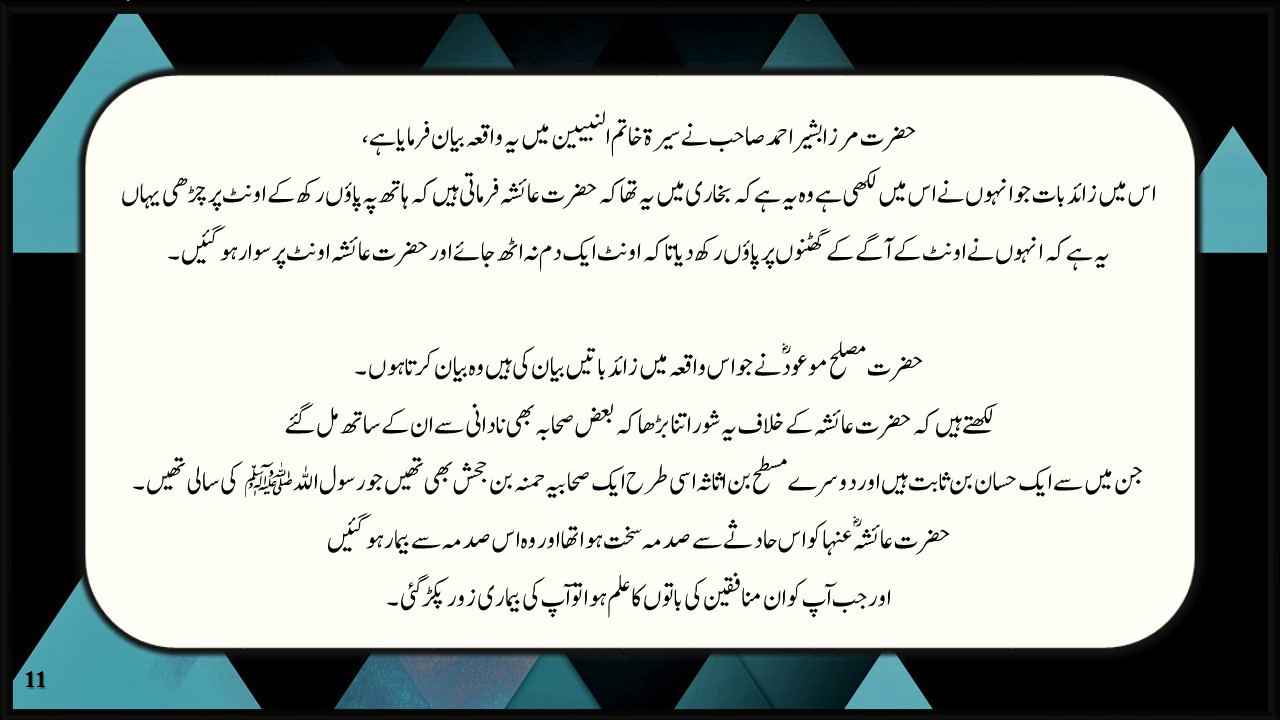 حضرت مرزا بشیر احمد صاحب نے سیرۃ خاتم النبیین میں یہ واقعہ بیان فرمایا ہے،
اس میں زائد بات جو انہوں نے اس میں لکھی ہے وہ یہ ہے کہ بخاری میں یہ تھا کہ حضرت عائشہ فرماتی ہیں کہ ہاتھ پہ پاؤں رکھ کے اونٹ پر چڑھی یہاں
یہ ہے کہ انہوں نے اونٹ کے آگے کے گھٹنوں پر پاؤں رکھ دیا تا کہ اونٹ ایک دم نہ اٹھ جائے اور حضرت عائشہ اونٹ پر سوار ہو گئیں۔
حضرت مصلح موعودؓ نے جو اس واقعہ میں زائد باتیں بیان کی ہیں وہ بیان کرتا ہوں۔
لکھتے ہیں کہ حضرت عائشہ کے خلاف یہ شور اتنا بڑھا کہ بعض صحابہ بھی نادانی سے ان کے ساتھ مل گئے
جن میں سے ایک حسان بن ثابت ہیں اور دوسرے مسطح بن اثاثہ اسی طرح ایک صحابیہ حمنہ بن جحش بھی تھیں جو رسول اللہ ﷺ کی سالی تھیں۔
حضرت عائشہؓ عنہا کو اس حادثے سے صدمہ سخت ہوا تھا اور وہ اس صدمہ سے بیمار ہو گئیں
اور جب آپ کو ان منافقین کی باتوں کا علم ہوا تو آپ کی بیماری زور پکڑ گئی۔
11